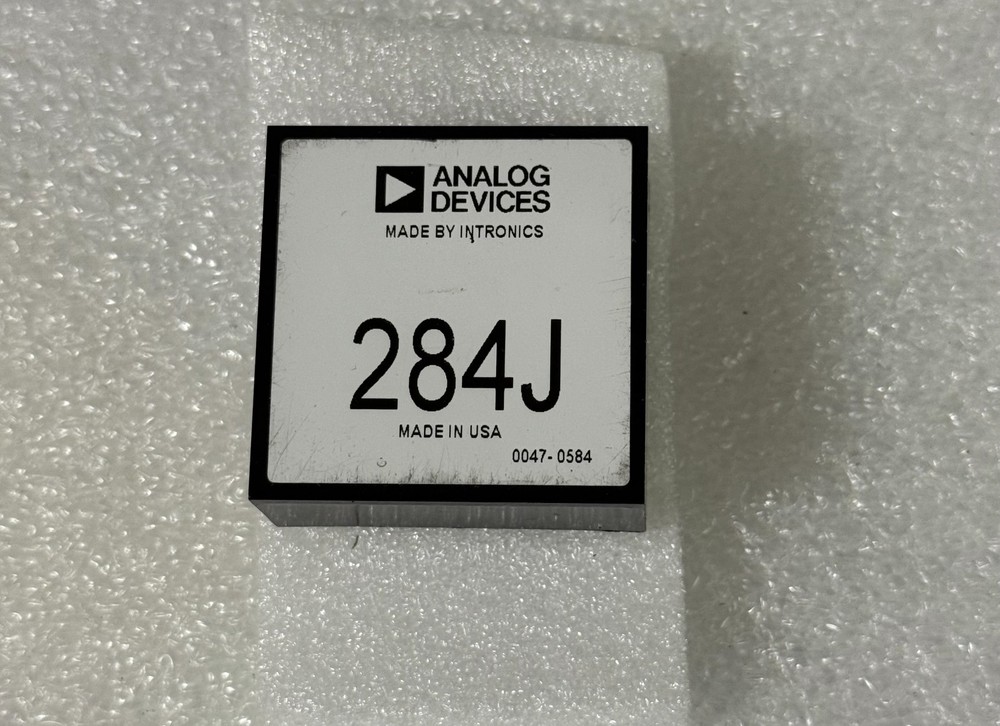 ANALOG
DEVICES
MADE BY INTRONICS
284J
MADE IN USA
0047-0584